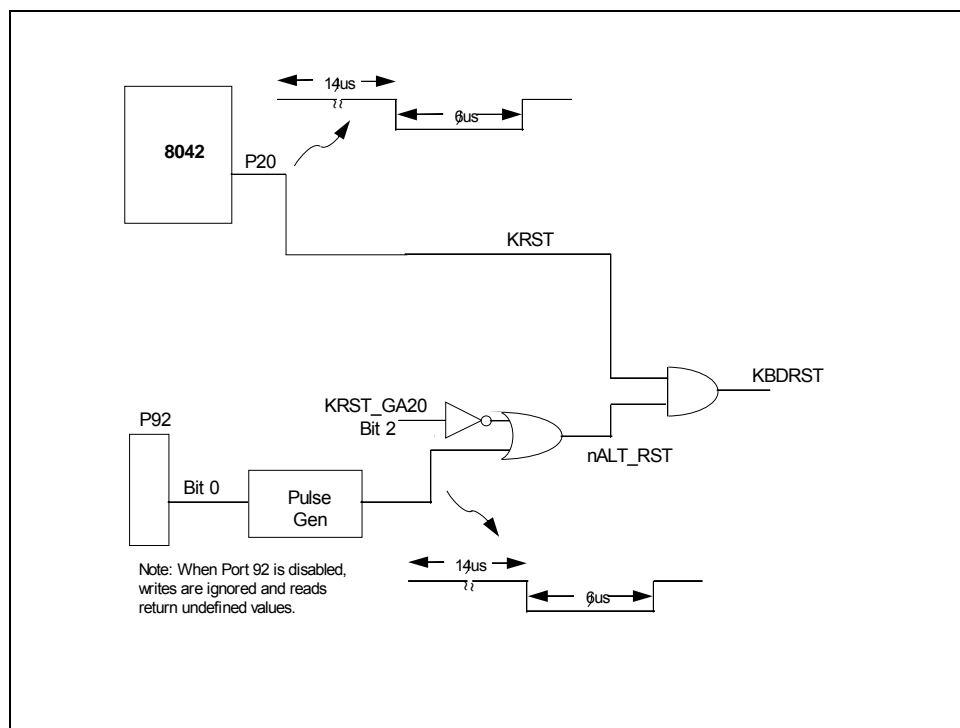 14us
6us
8042
P20
KRST
KBDRST
KRST_GA20
Bit 2
nALT_RST
P92
Bit 0
Pulse
Gen
14us
6us
Note: When Port 92 is disabled,
writes are ignored and reads
return undefined values.